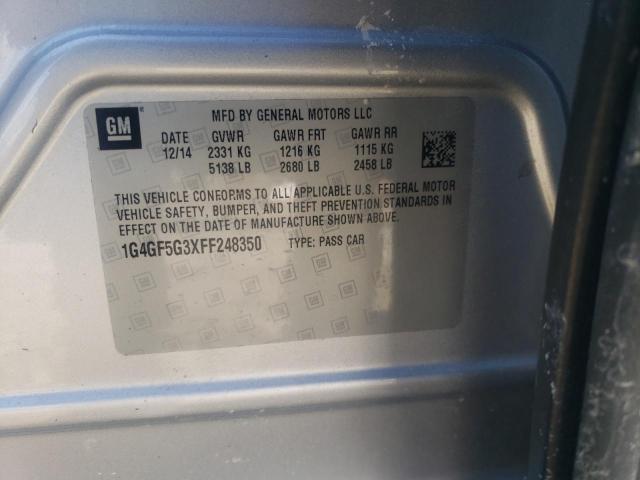 GM
MFD BY GENERAL MOTORS LLC
DATE GVWR GAWR FRT GAWR RR
12/14 2331 KG 1216 KG 1115 KG
5138 LB 2680 LB 2458 LB
THIS VEHICLE CONFORMS TO ALL APPLICABLE U.S. FEDERAL MOTOR
VEHICLE SAFETY, BUMPER, AND THEFT PREVENTION STANDARDS IN
EFFECT ON THE DATE OF MANUFACTURE SHOWN ABOVE.
1G4GF5G3XFF248350 TYPE: PASS CAR